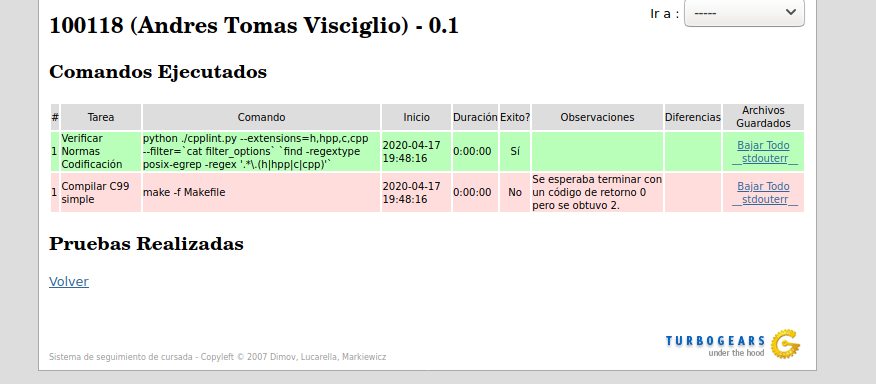 100118 (Andres Tomas Visciglio) - 0.1
Ir a :
-----
Comandos Ejecutados
# Tarea Comando Inicio Duración Exito? Observaciones Diferencias Archivos Guardados
1 Verificar Normas Codificación
python ./cpplint.py --extensions=h,hpp,c,cpp
--filter=`cat filter_options` `find -regextype
posix-egrep -regex '.*\.(h|hpp|c|cpp)'`
2020-04-17
19:48:16
0:00:00
Sí
Bajar Todo
__stdouterr__
1 Compilar C99 simple
make -f Makefile
2020-04-17
19:48:16
0:00:00
No
Se esperaba terminar con
un código de retorno 0
pero se obtuvo 2.
Bajar Todo
__stdouterr__
Pruebas Realizadas
Volver
Sistema de seguimiento de cursada - Copyleft © 2007 Dimov, Lucarella, Markiewicz
TURBOGEARS
under the hood